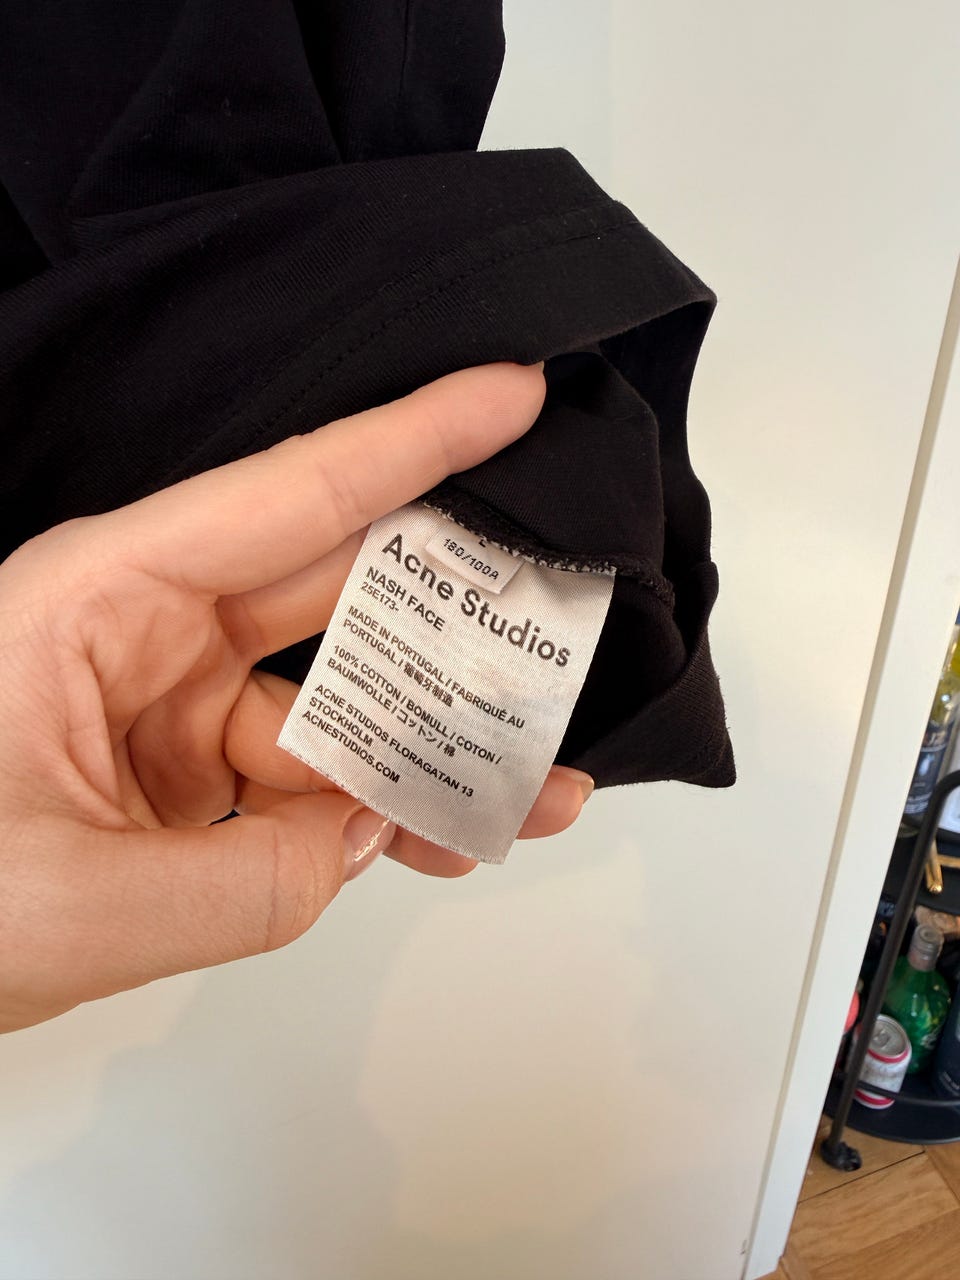 L
180/100A
Acne Studios
NASH FACE
25E173-
MADE IN PORTUGAL / FABRIQUÉ AU
PORTUGAL / 葡萄牙制造
100% COTTON / BOMULL / COTON /
BAUMWOLLE / コットン / 棉
ACNE STUDIOS FLORAGATAN 13
STOCKHOLM
ACNESTUDIOS.COM